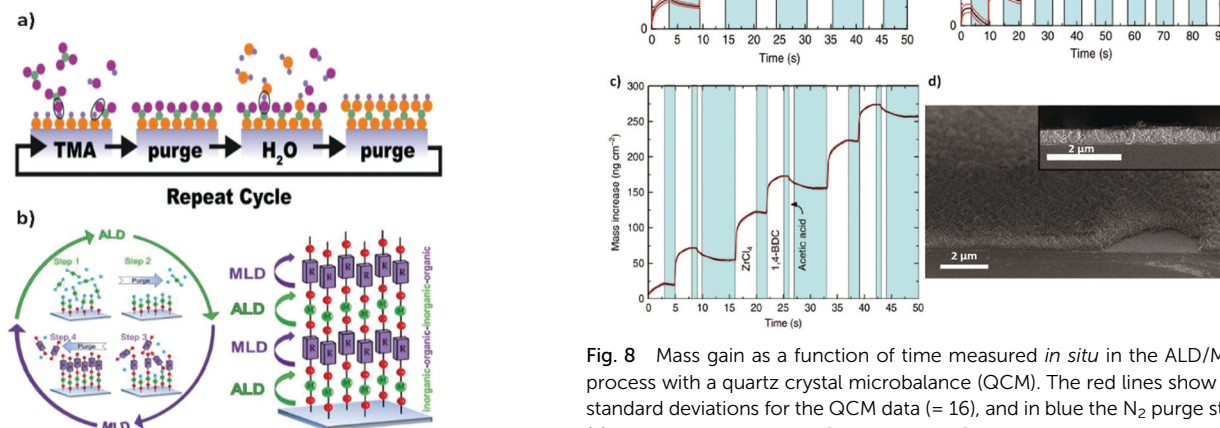 a)
TMA purge H2O purge
Repeat Cycle
b)
ALD
Step 1 Step 2
Purge
Step 4 Step 3
Purge
MLD
MLD
ALD
MLD
ALD
R
M
R
M
inorganic-organic-inorganic-organic
0 5 10 15 20 25 30 35 40 45 50
Time (s)
0 10 20 30 40 50 60 70 80
Time (s)
c)
300
250
200
150
100
50
0
Mass increase (ng cm−2)
ZrCl4
1,4-BDC
Acetic acid
0 5 10 15 20 25 30 35 40 45 50
Time (s)
d)
2 μm
2 μm
Fig. 8 Mass gain as a function of time measured in situ in the ALD/M
process with a quartz crystal microbalance (QCM). The red lines show
standard deviations for the QCM data (= 16), and in blue the N2 purge st